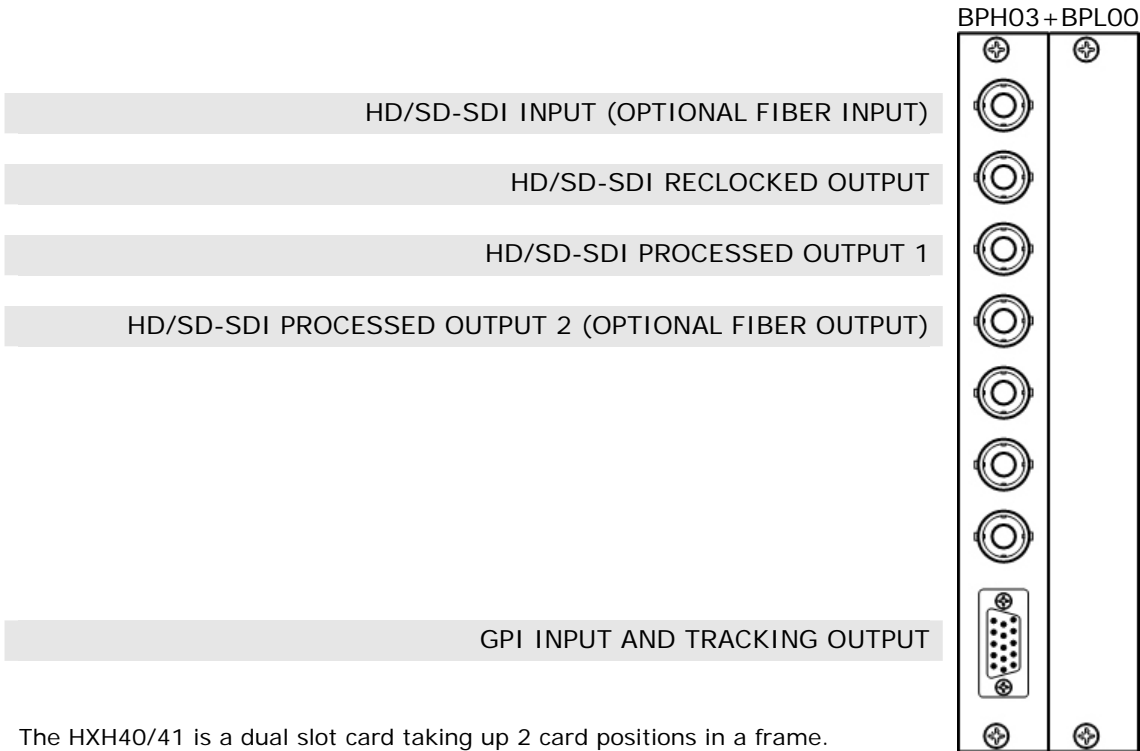 BPH03+BPL00
HD/SD-SDI INPUT (OPTIONAL FIBER INPUT)
HD/SD-SDI RECLOCKED OUTPUT
HD/SD-SDI PROCESSED OUTPUT 1
HD/SD-SDI PROCESSED OUTPUT 2 (OPTIONAL FIBER OUTPUT)
GPI INPUT AND TRACKING OUTPUT
The HXH40/41 is a dual slot card taking up 2 card positions in a frame.